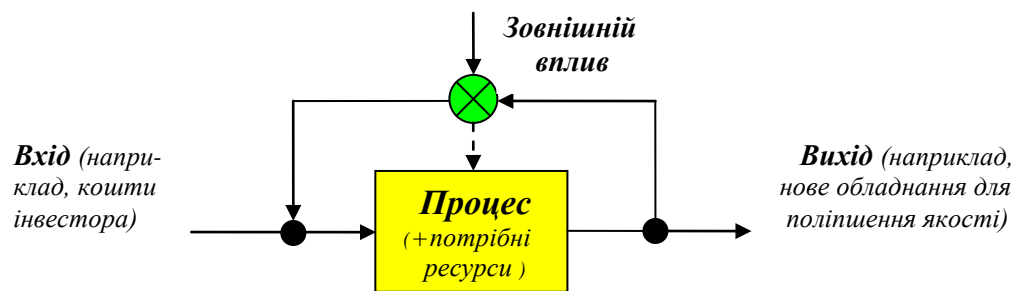 Зовнішній
вплив
Вхід (напри-
клад, кошти
інвестора)
Процес
(+потрібні
ресурси )
Вихід (наприклад,
нове обладнання для
поліпшення якості)